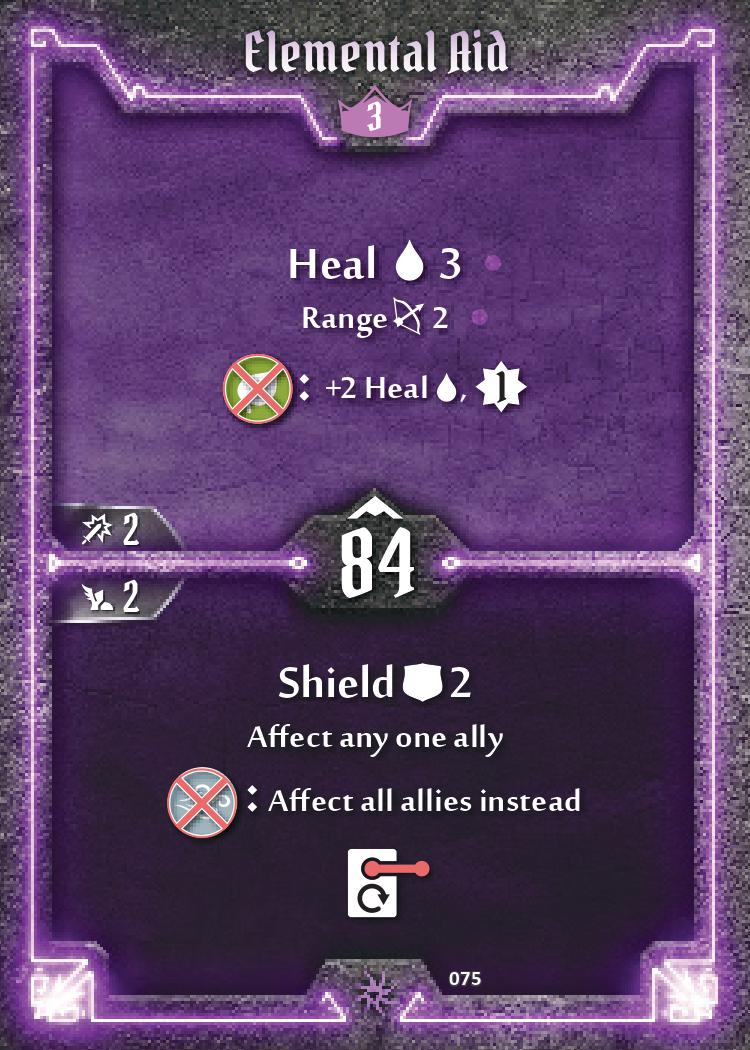 Elemental Aid
3
Heal 3
Range 2
: +2 Heal , 1
2
84
2
Shield 2
Affect any one ally
: Affect all allies instead
075